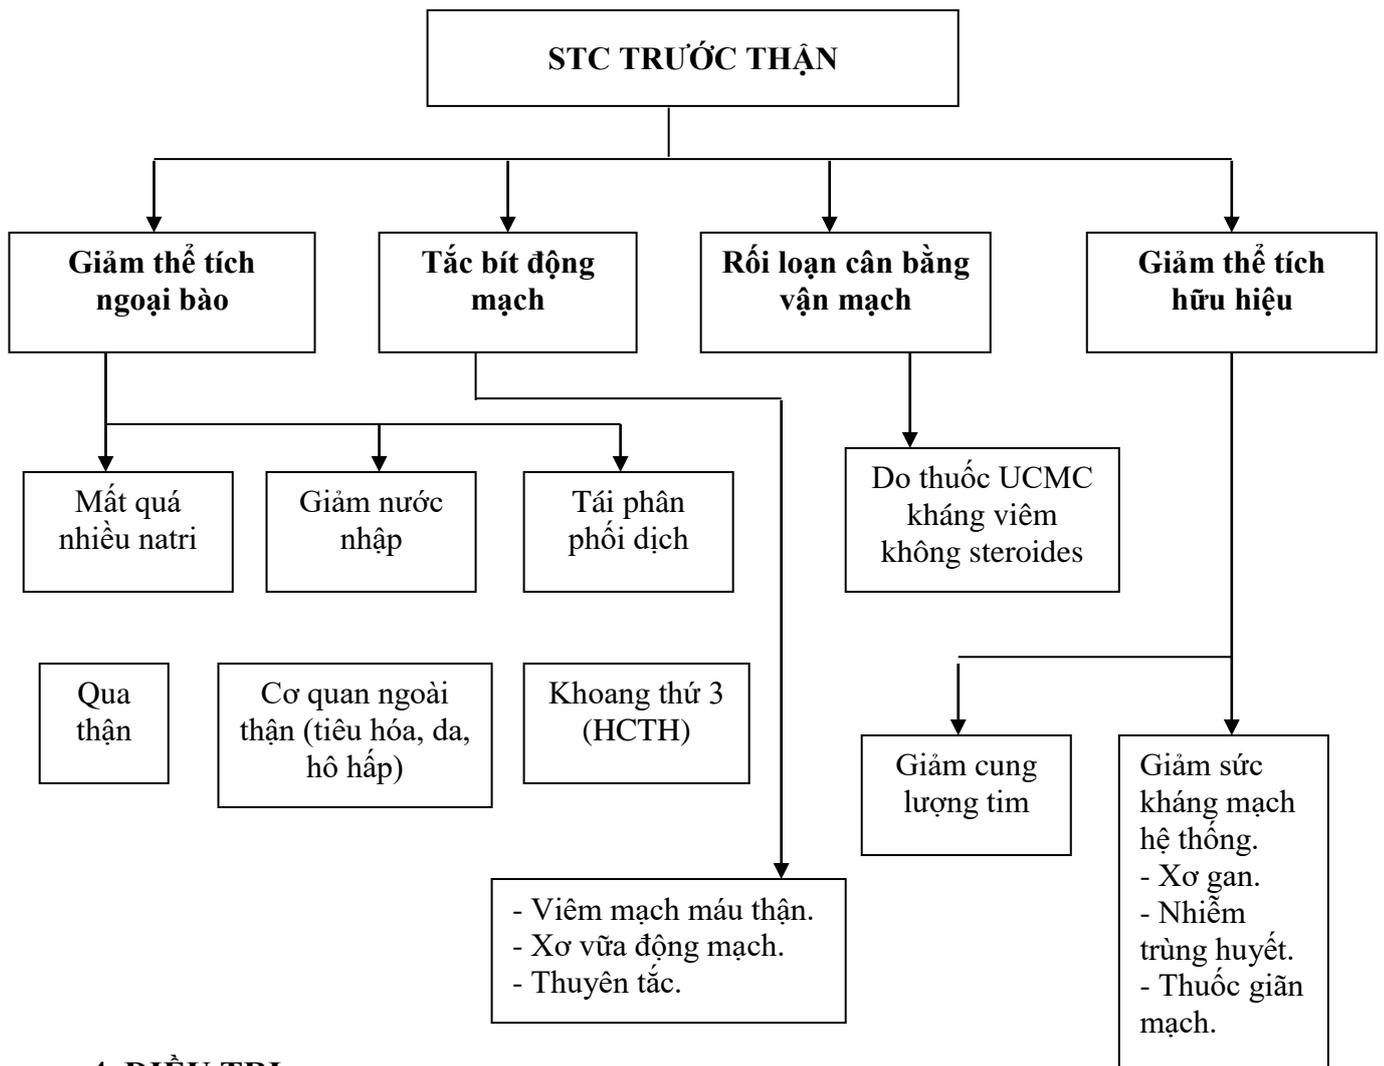 STC TRƯỚC THẬN
Giảm thể tích
ngoại bào
Tắc bít động
mạch
Rối loạn cân bằng
vận mạch
Giảm thể tích
hữu hiệu
Mất quá
nhiều natri
Giảm nước
nhập
Tái phân
phối dịch
Do thuốc UCMC
kháng viêm
không steroides
Qua
thận
Cơ quan ngoài
thận (tiêu hóa, da,
hô hấp)
Khoang thứ 3
(HCTH)
Giảm cung
lượng tim
Giảm sức
kháng mạch
hệ thống.
- Xơ gan.
- Nhiễm
trùng huyết.
- Thuốc giãn
mạch.
- Viêm mạch máu thận.
- Xơ vữa động mạch.
- Thuyên tắc.